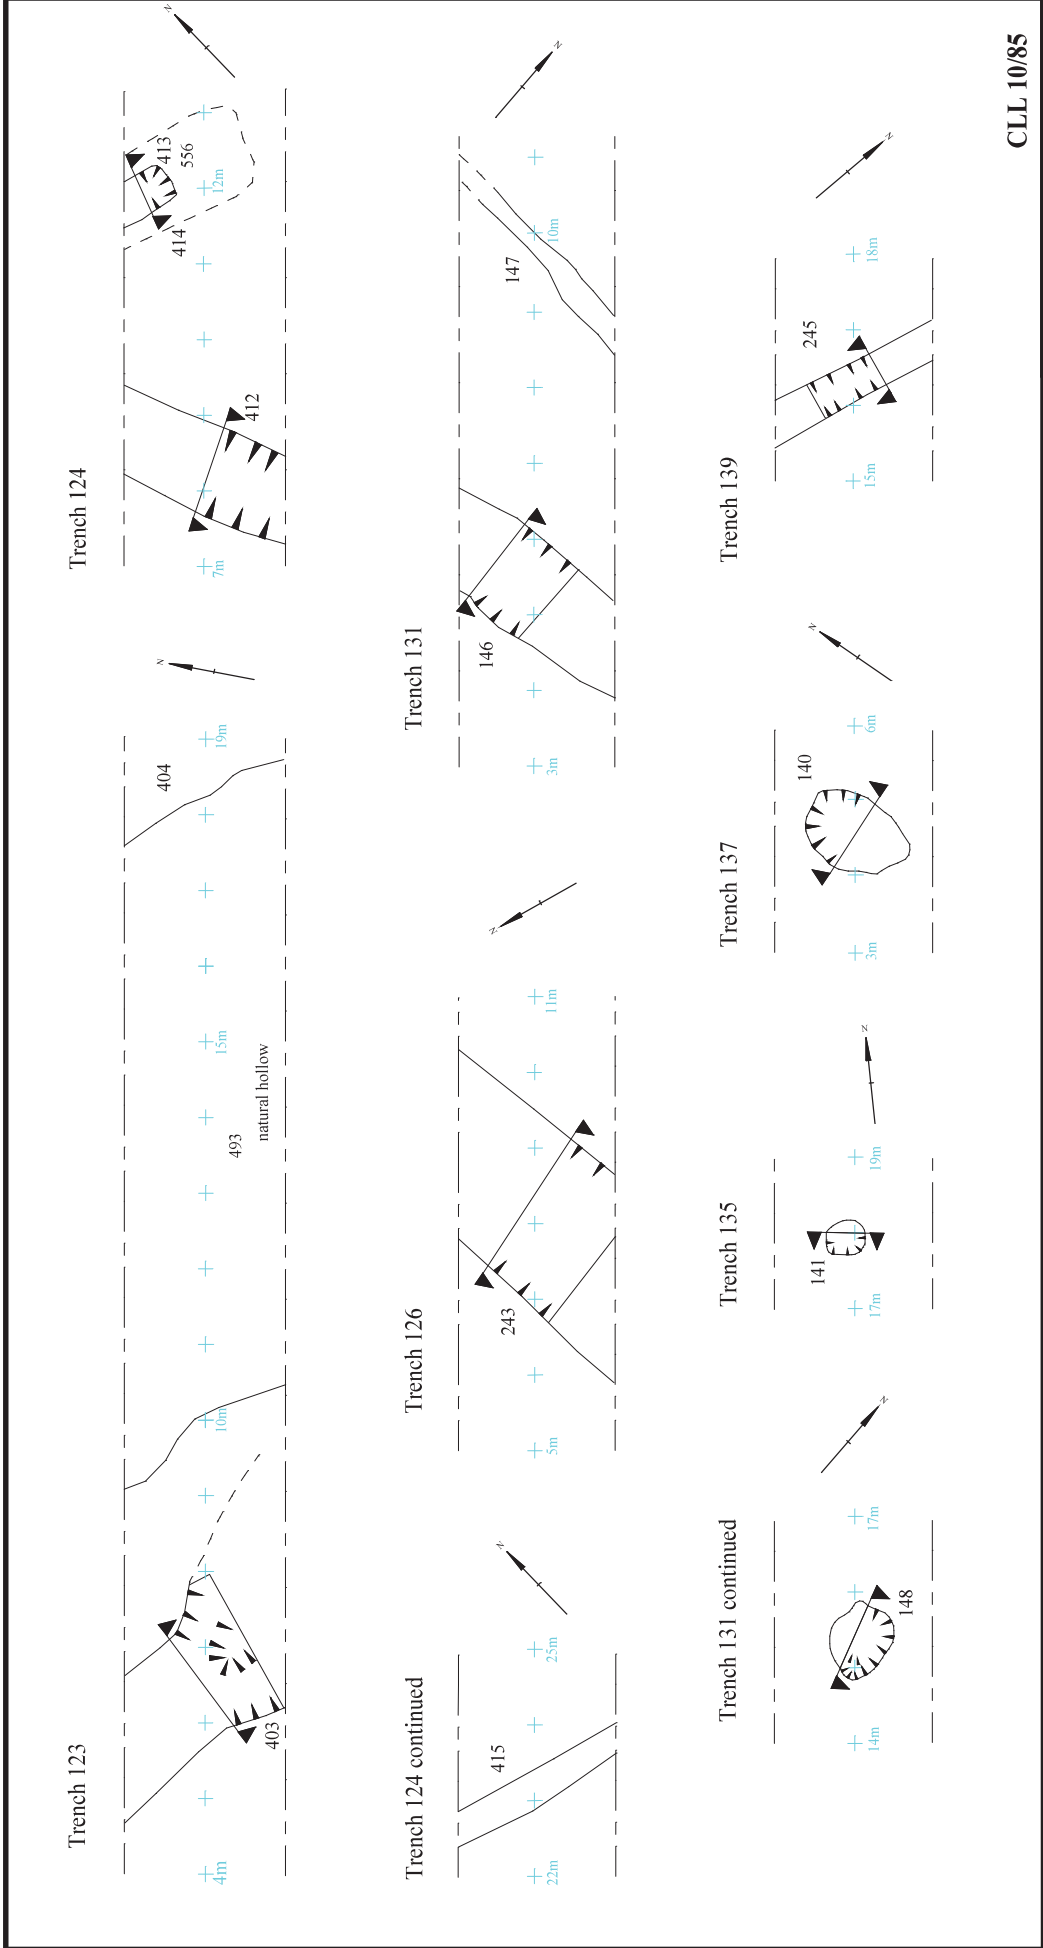 Trench 123
4m
10m
15m
19m
403
493
natural hollow
404
N
Trench 124
7m
12m
412
414
413
556
N
Trench 124 continued
22m
25m
415
N
Trench 126
5m
11m
243
N
Trench 131
3m
10m
146
147
N
Trench 131 continued
14m
17m
148
N
Trench 135
17m
19m
141
N
Trench 137
3m
6m
140
N
Trench 139
15m
18m
245
N
CLL 10/85